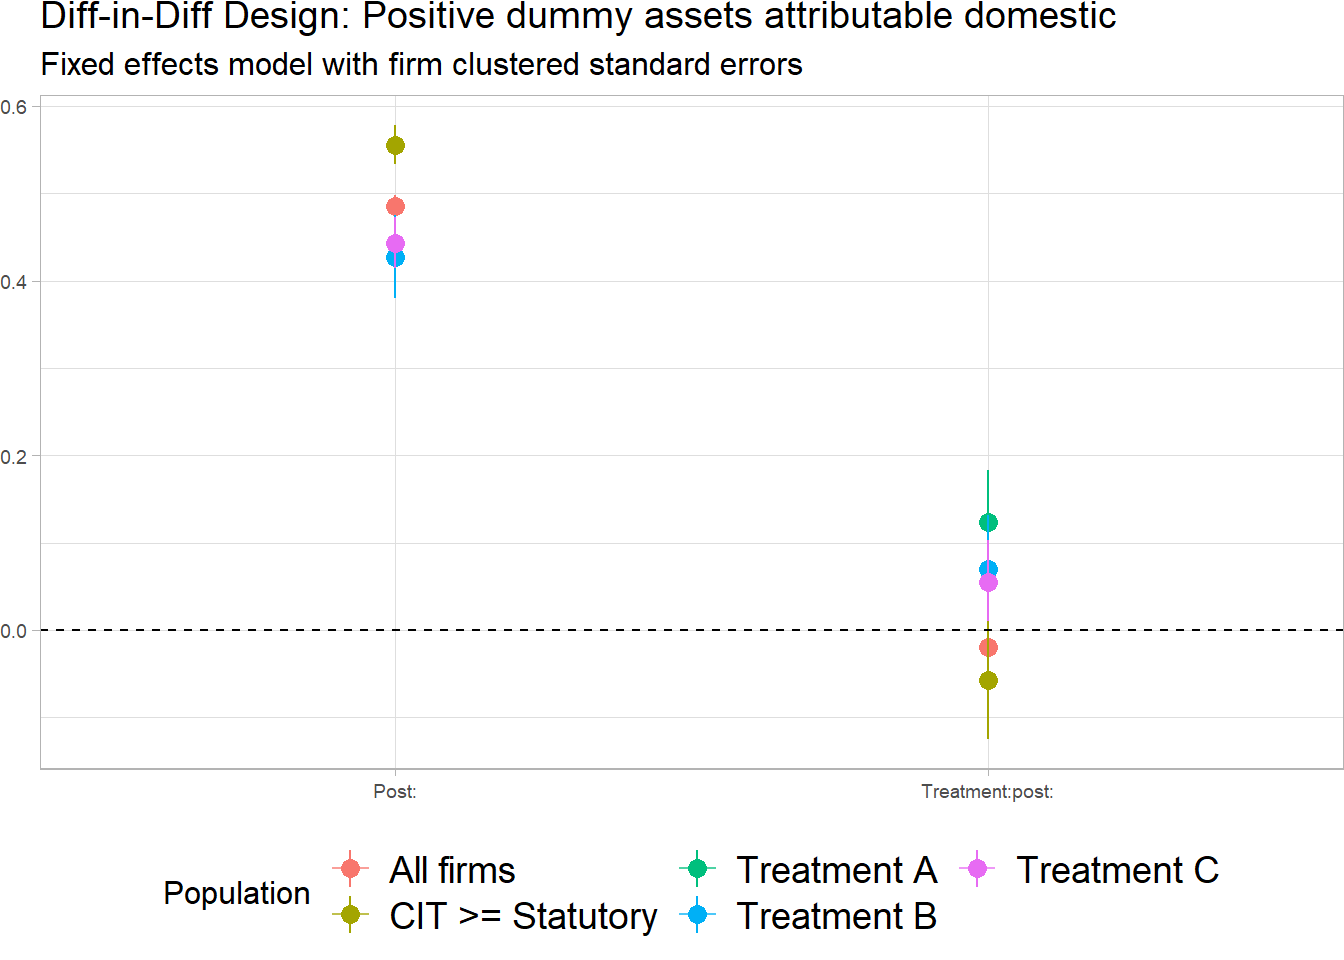 Diff-in-Diff Design: Positive dummy assets attributable domestic
Fixed effects model with firm clustered standard errors
0.6
0.4
0.2
0.0
Post:
Treatment:post:
Population
All firms
Treatment A
Treatment C
CIT >= Statutory
Treatment B